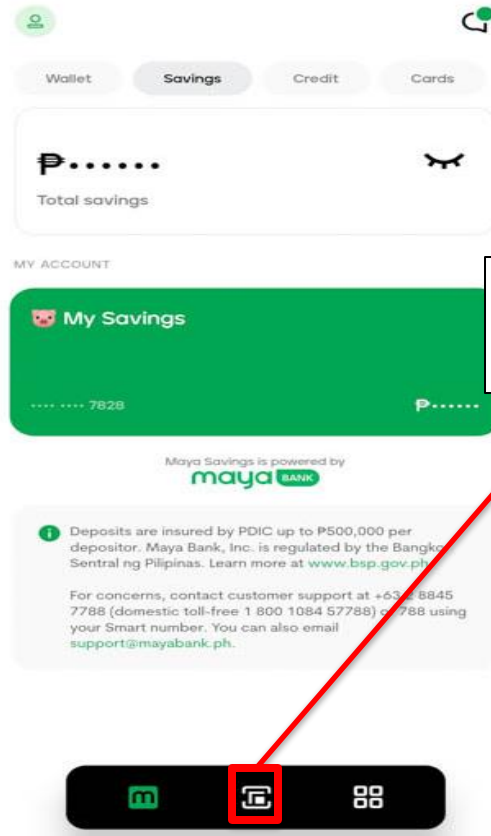 Wallet
Savings
Credit
Cards
₱••••••
Total savings
MY ACCOUNT
My Savings
•••• •••• 7828
₱••••••
Maya Savings is powered by
maya BANK
Deposits are insured by PDIC up to ₱500,000 per
depositor. Maya Bank, Inc. is regulated by the Bangko
Sentral ng Pilipinas. Learn more at www.bsp.gov.ph
For concerns, contact customer support at +63 2 8845
7788 (domestic toll-free 1 800 1084 57788) or 788 using
your Smart number. You can also email
support@mayabank.ph.
m